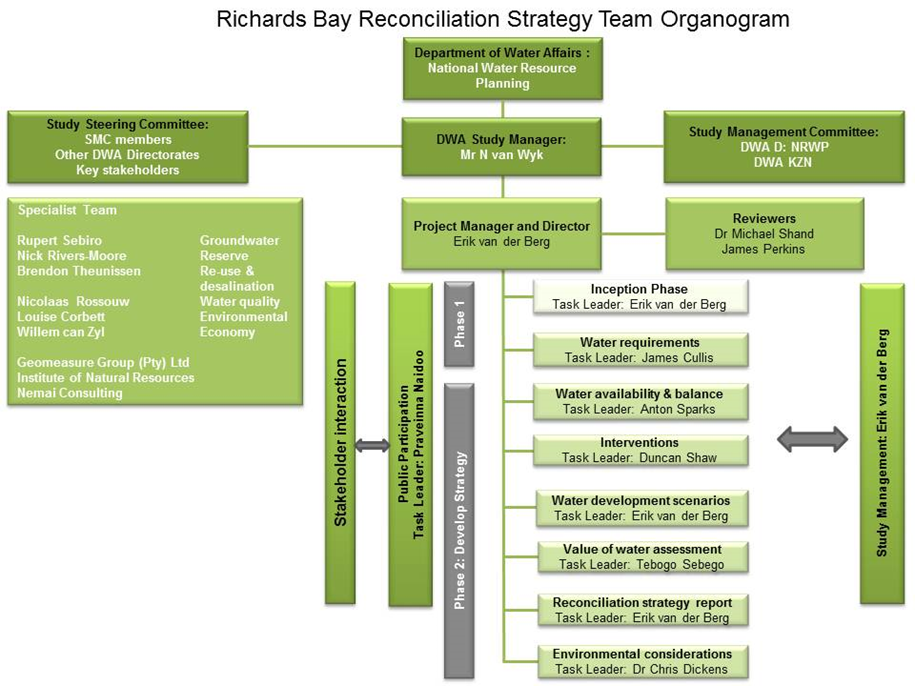 Richards Bay Reconciliation Strategy Team Organogram
Department of Water Affairs :
National Water Resource
Planning
Study Steering Committee:
SMC members
Other DWA Directorates
Key stakeholders
DWA Study Manager:
Mr N van Wyk
Study Management Committee:
DWA D: NRWP
DWA KZN
Specialist Team
Rupert Sebiro Groundwater
Nick Rivers-Moore Reserve
Brendon Theunissen Re-use &
desalination
Nicolaas Rossouw Water quality
Louise Corbett Environmental
Willem can Zyl Economy
Geomeasure Group (Pty) Ltd
Institute of Natural Resources
Nemai Consulting
Project Manager and Director
Erik van der Berg
Reviewers
Dr Michael Shand
James Perkins
Stakeholder interaction
Public Participation
Task Leader: Praveinna Naidoo
Phase 1
Phase 2: Develop Strategy
Inception Phase
Task Leader: Erik van der Berg
Water requirements
Task Leader: James Cullis
Water availability & balance
Task Leader: Anton Sparks
Interventions
Task Leader: Duncan Shaw
Water development scenarios
Task Leader: Erik van der Berg
Value of water assessment
Task Leader: Tebogo Sebego
Reconciliation strategy report
Task Leader: Erik van der Berg
Environmental considerations
Task Leader: Dr Chris Dickens
Study Management: Erik van der Berg